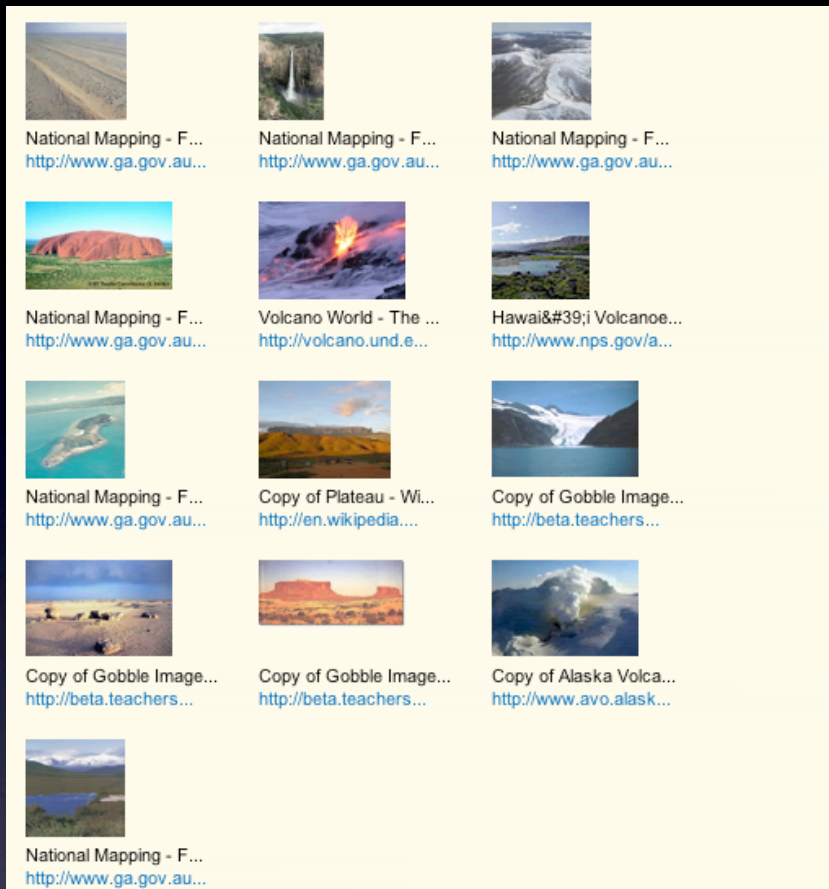 National Mapping - F...
http://www.ga.gov.au...
National Mapping - F...
http://www.ga.gov.au...
National Mapping - F...
http://www.ga.gov.au...
National Mapping - F...
http://www.ga.gov.au...
Volcano World - The ...
http://volcano.und.e...
Hawai&#39;i Volcanoe...
http://www.nps.gov/a...
National Mapping - F...
http://www.ga.gov.au...
Copy of Plateau - Wi...
http://en.wikipedia....
Copy of Gobble Image...
http://beta.teachers...
Copy of Gobble Image...
http://beta.teachers...
Copy of Gobble Image...
http://beta.teachers...
Copy of Alaska Volca...
http://www.avo.alask...
National Mapping - F...
http://www.ga.gov.au...